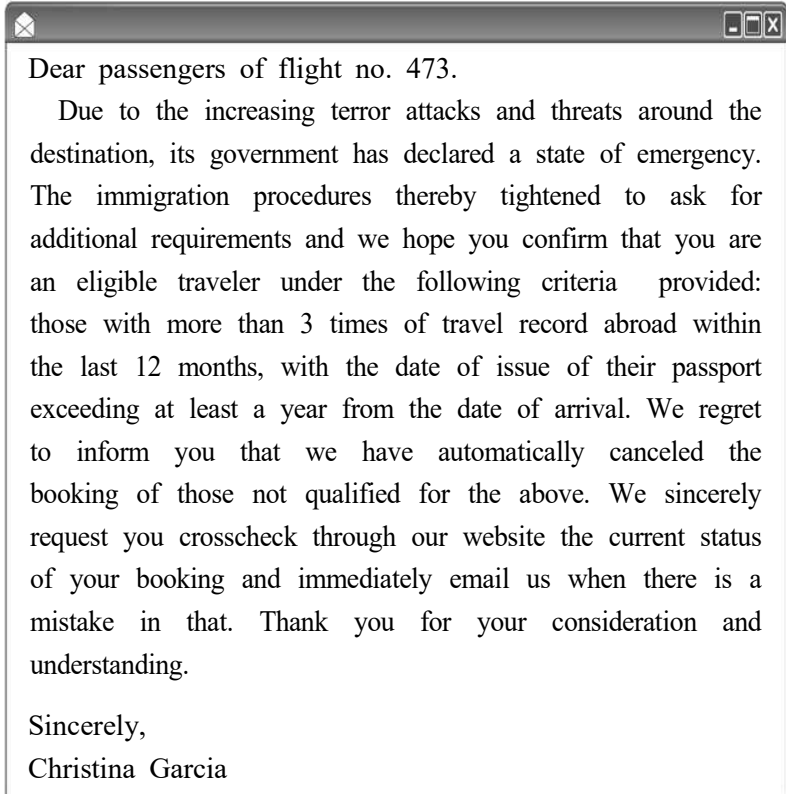 Dear passengers of flight no. 473.
Due to the increasing terror attacks and threats around the
destination, its government has declared a state of emergency.
The immigration procedures thereby tightened to ask for
additional requirements and we hope you confirm that you are
an eligible traveler under the following criteria provided:
those with more than 3 times of travel record abroad within
the last 12 months, with the date of issue of their passport
exceeding at least a year from the date of arrival. We regret
to inform you that we have automatically canceled the
booking of those not qualified for the above. We sincerely
request you crosscheck through our website the current status
of your booking and immediately email us when there is a
mistake in that. Thank you for your consideration and
understanding.
Sincerely,
Christina Garcia